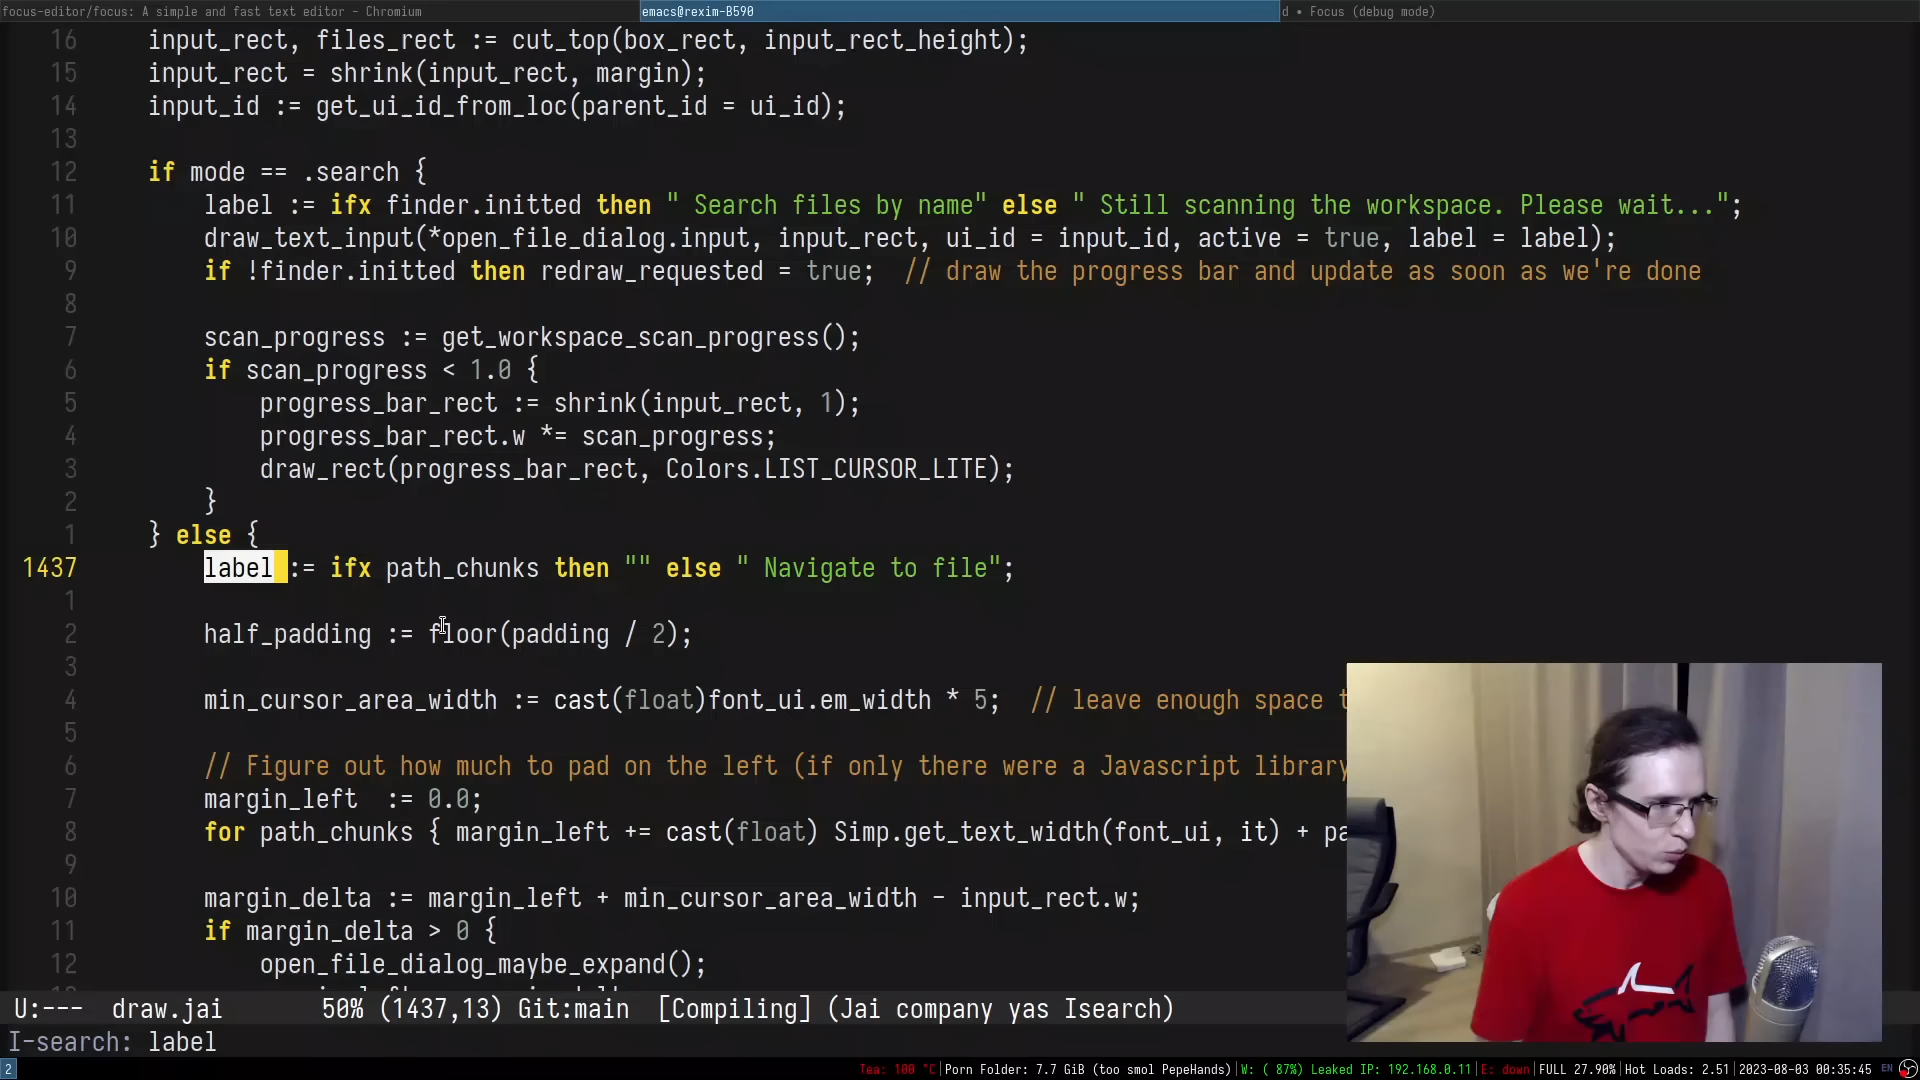 focus-editor/focus: A simple and fast text editor - Chromium
emacs@rexim-B590
d • Focus (debug mode)
16 input_rect, files_rect := cut_top(box_rect, input_rect_height);
15 input_rect = shrink(input_rect, margin);
14 input_id := get_ui_id_from_loc(parent_id = ui_id);
13
12 if mode == .search {
11 label := ifx finder.initted then " Search files by name" else " Still scanning the workspace. Please wait...";
10 draw_text_input(*open_file_dialog.input, input_rect, ui_id = input_id, active = true, label = label);
9 if !finder.initted then redraw_requested = true;  // draw the progress bar and update as soon as we're done
8
7 scan_progress := get_workspace_scan_progress();
6 if scan_progress < 1.0 {
5 progress_bar_rect := shrink(input_rect, 1);
4 progress_bar_rect.w *= scan_progress;
3 draw_rect(progress_bar_rect, Colors.LIST_CURSOR_LITE);
2 }
1 } else {
1437 label := ifx path_chunks then "" else " Navigate to file";
1
2 half_padding := floor(padding / 2);
3
4 min_cursor_area_width := cast(float)font_ui.em_width * 5;  // leave enough space t
5
6 // Figure out how much to pad on the left (if only there were a Javascript library
7 margin_left  := 0.0;
8 for path_chunks { margin_left += cast(float) Simp.get_text_width(font_ui, it) + pa
9
10 margin_delta := margin_left + min_cursor_area_width - input_rect.w;
11 if margin_delta > 0 {
12 open_file_dialog_maybe_expand();
U:---  draw.jai  50% (1437,13) Git:main  [Compiling] (Jai company yas Isearch)
I-search: label
2
Tea: 100 °C|Porn Folder: 7.7 GiB (too smol PepeHands)|W: ( 87%) Leaked IP: 192.168.0.11|E: down|FULL 27.90%|Hot Loads: 2.51|2023-08-03 00:35:45 EN